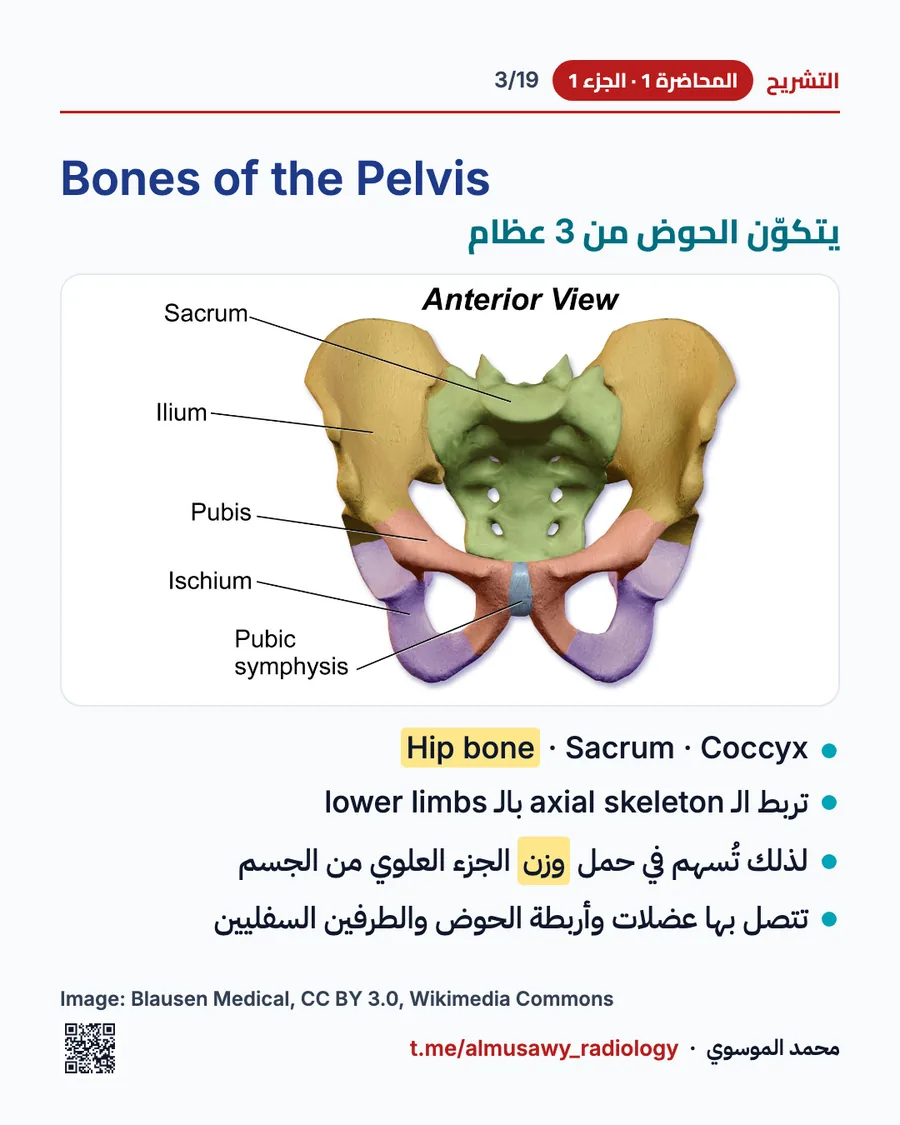 التشريح المحاضرة 1 · الجزء 1 3/19
Bones of the Pelvis
يتكوّن الحوض من 3 عظام
Anterior View
Sacrum
Ilium
Pubis
Ischium
Pubic
symphysis
Hip bone · Sacrum · Coccyx
تربط الـ axial skeleton بالـ lower limbs
لذلك تُسهم في حمل وزن الجزء العلوي من الجسم
تتصل بها عضلات وأربطة الحوض والطرفين السفليين
Image: Blausen Medical, CC BY 3.0, Wikimedia Commons
محمد الموسوي · t.me/almusawy_radiology